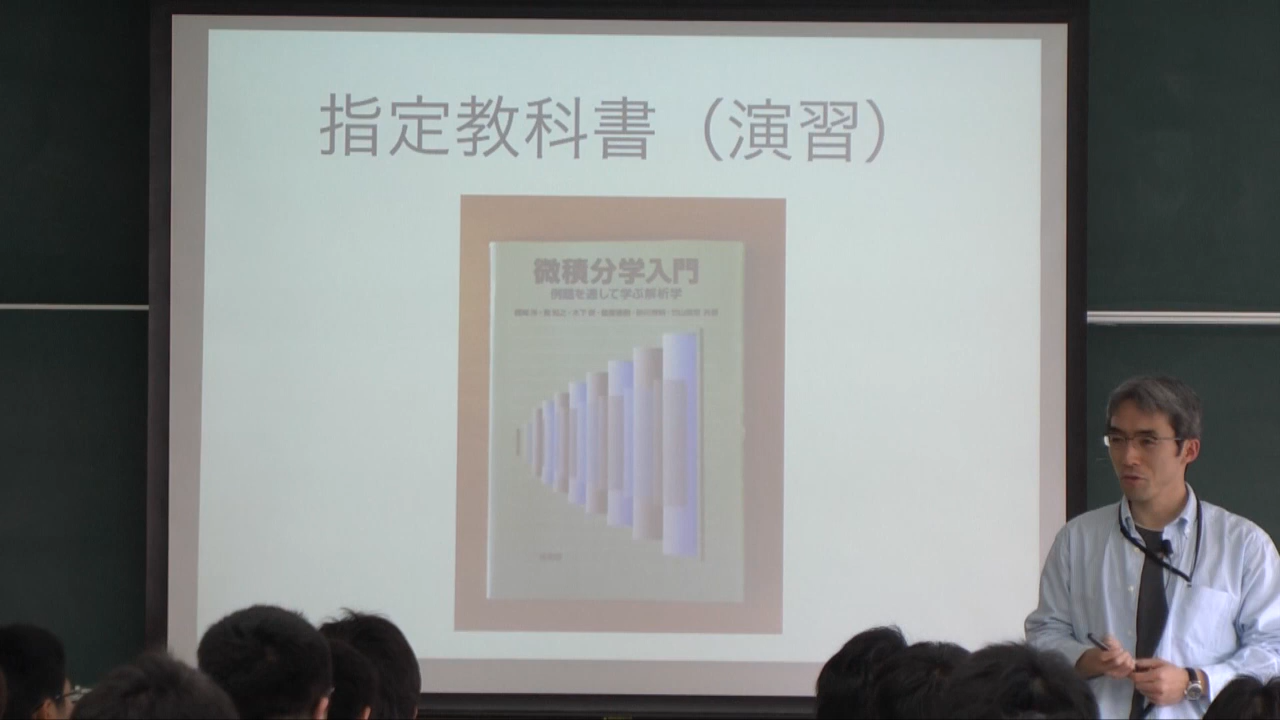 指定教科書（演習）
微積分学入門
例題を通して学ぶ解析学